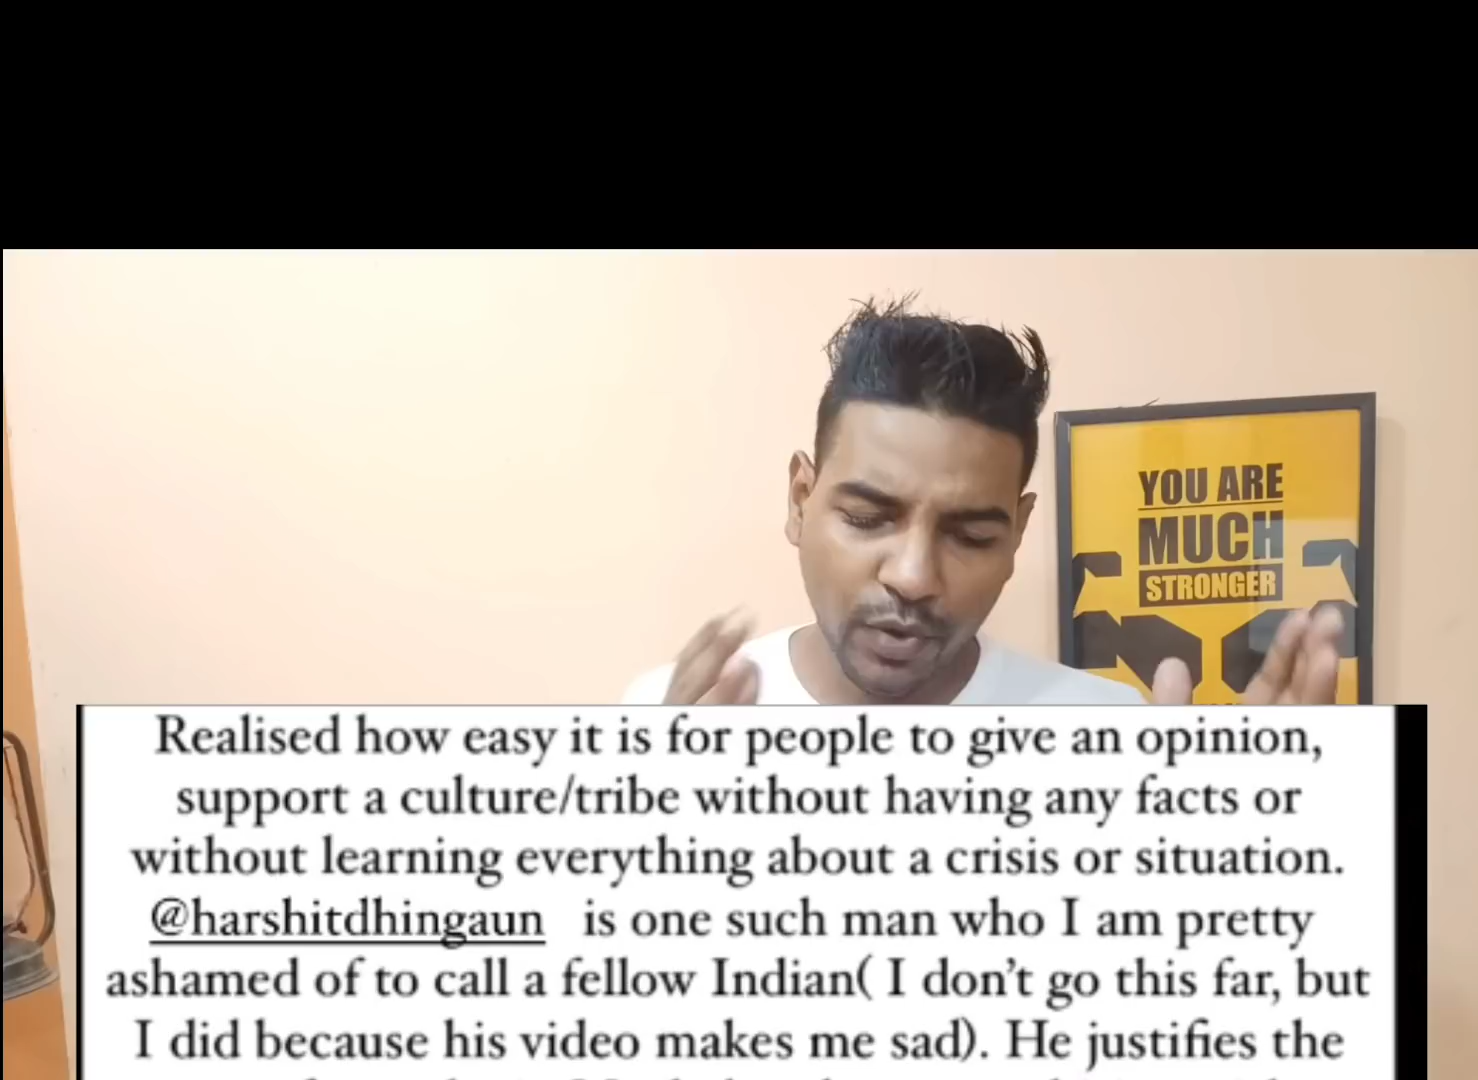 YOU ARE
MUCH
STRONGER
Realised how easy it is for people to give an opinion,
support a culture/tribe without having any facts or
without learning everything about a crisis or situation.
@harshitdhingaun is one such man who I am pretty
ashamed of to call a fellow Indian( I don't go this far, but
I did because his video makes me sad). He justifies the